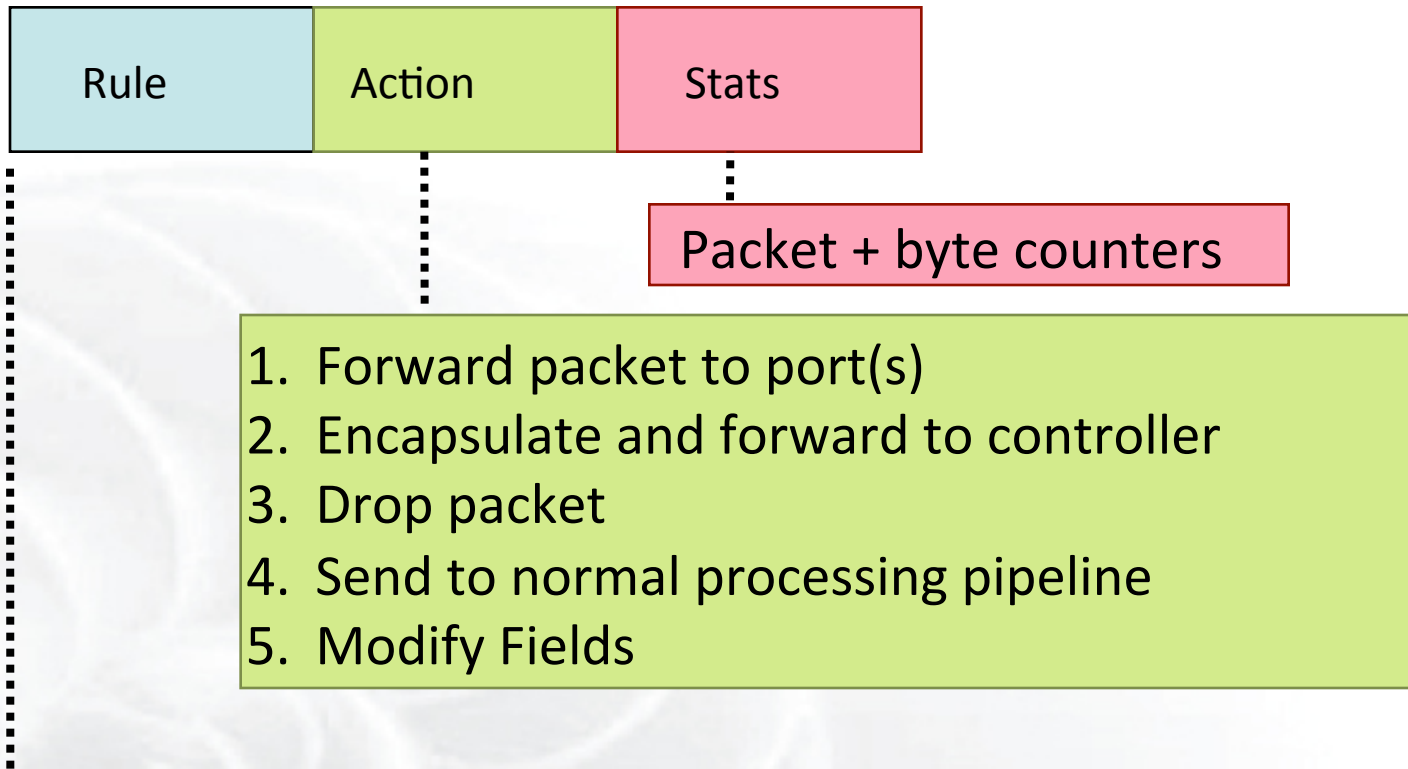 Rule Action Stats
Packet + byte counters
1. Forward packet to port(s)
2. Encapsulate and forward to controller
3. Drop packet
4. Send to normal processing pipeline
5. Modify Fields